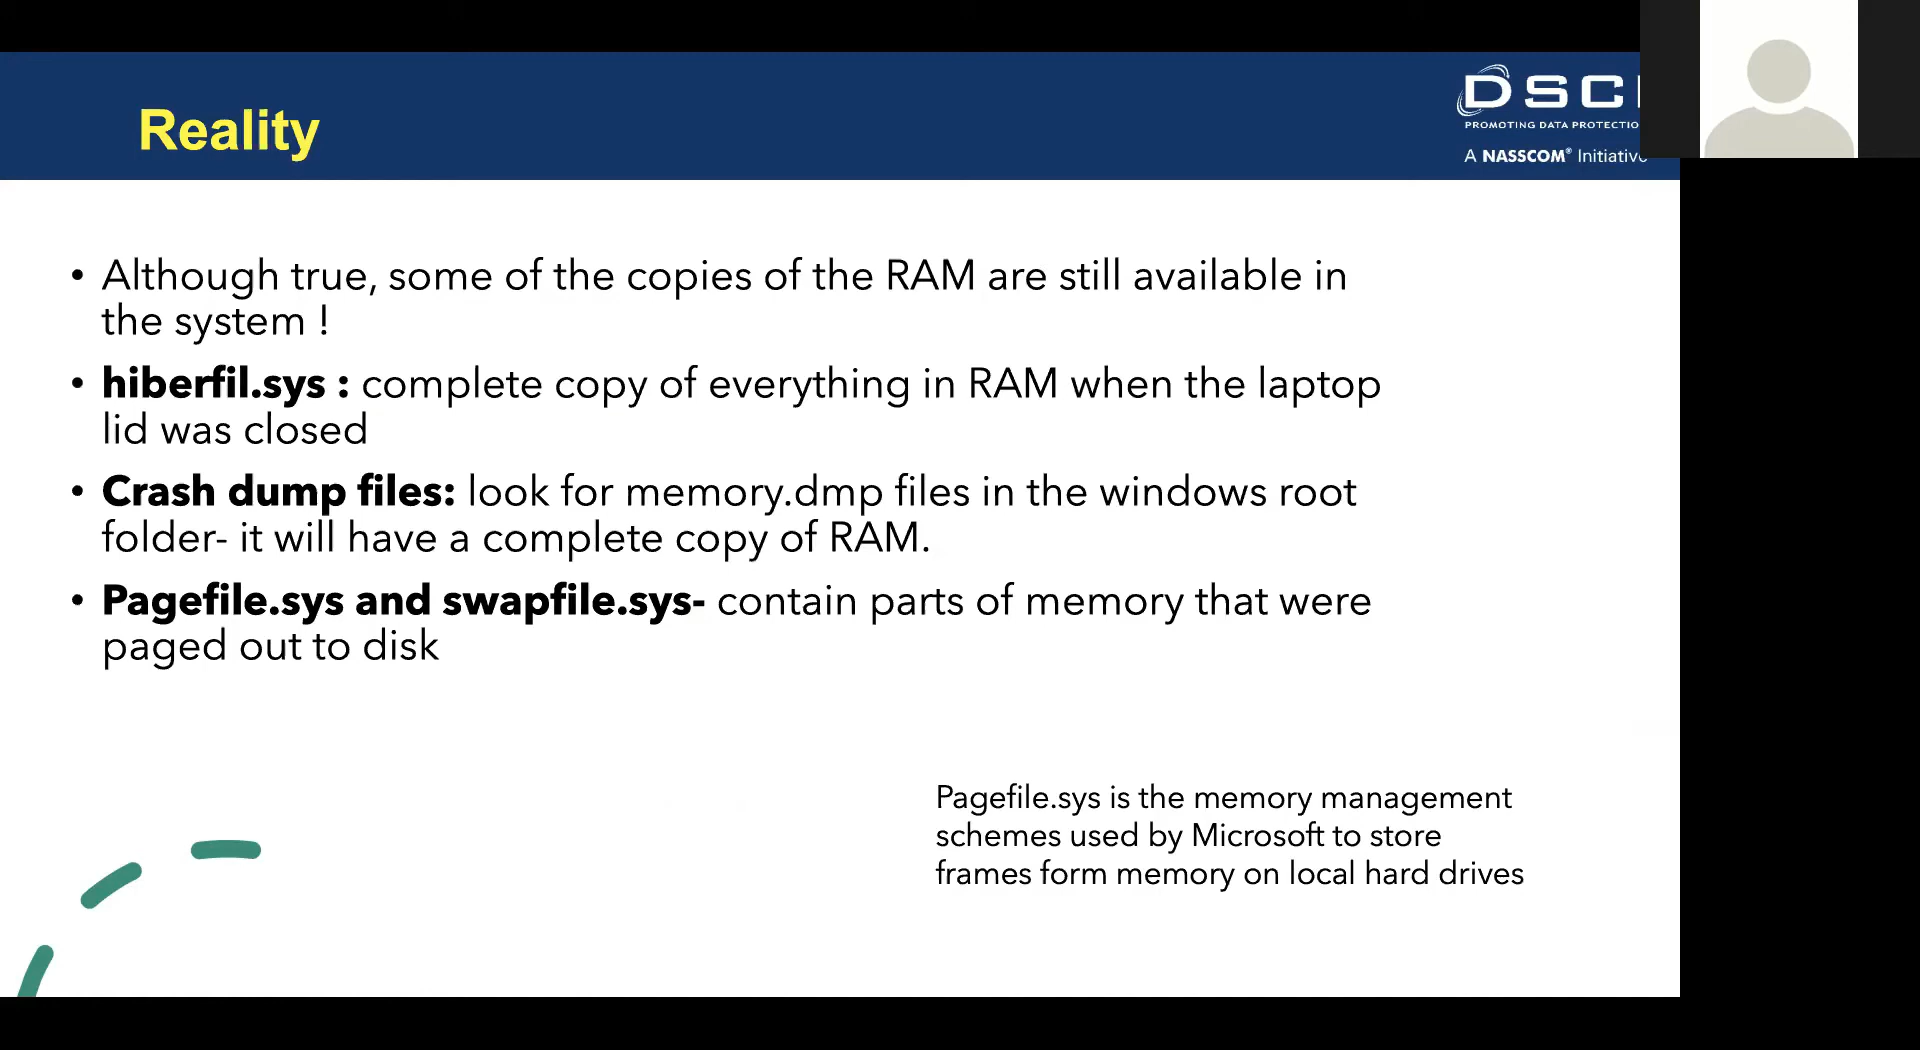 Reality
DSC
PROMOTING DATA
A NASSCOM® Initiative
• Although true, some of the copies of the RAM are still available in
the system !
• hiberfil.sys : complete copy of everything in RAM when the laptop
lid was closed
• Crash dump files: look for memory.dmp files in the windows root
folder- it will have a complete copy of RAM.
• Pagefile.sys and swapfile.sys- contain parts of memory that were
paged out to disk
Pagefile.sys is the memory management
schemes used by Microsoft to store
frames form memory on local hard drives